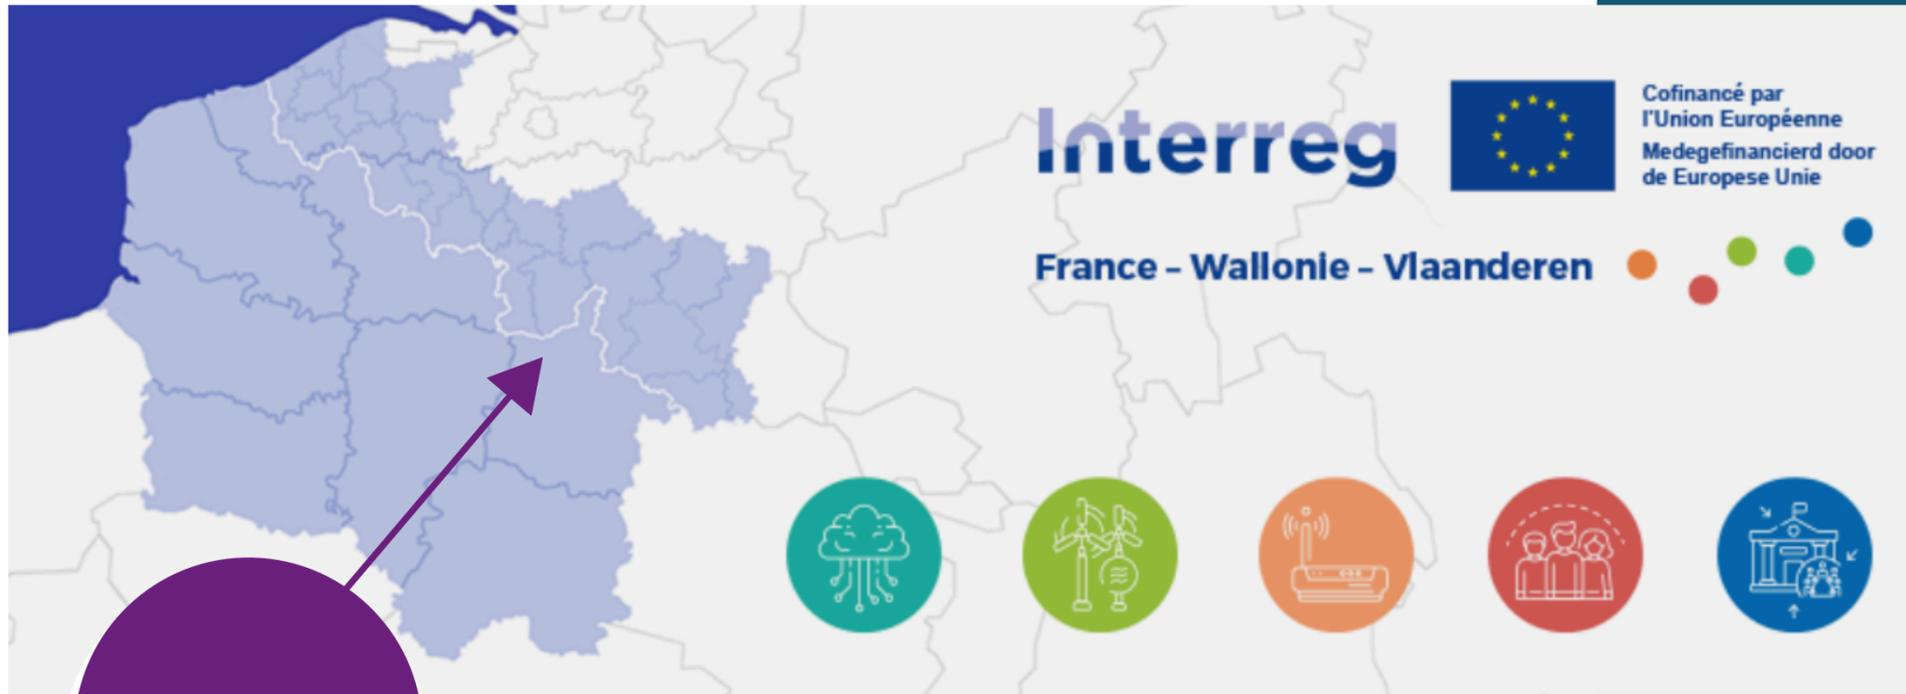 Interreg
Cofinancé par
l'Union Européenne
Medegefinancierd door
de Europese Unie
France – Wallonie – Vlaanderen